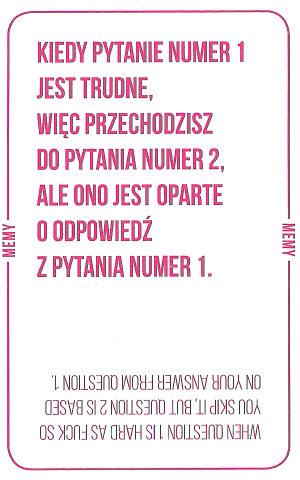 KIEDY PYTANIE NUMER 1
JEST TRUDNE,
WIĘC PRZECHODZISZ
DO PYTANIA NUMER 2,
ALE ONO JEST OPARTE
O ODPOWIEDŹ
Z PYTANIA NUMER 1.
MEMY
MEMY
WHEN QUESTION 1 IS HARD AS FUCK SO
YOU SKIP IT, BUT QUESTION 2 IS BASED
ON YOUR ANSWER FROM QUESTION 1.